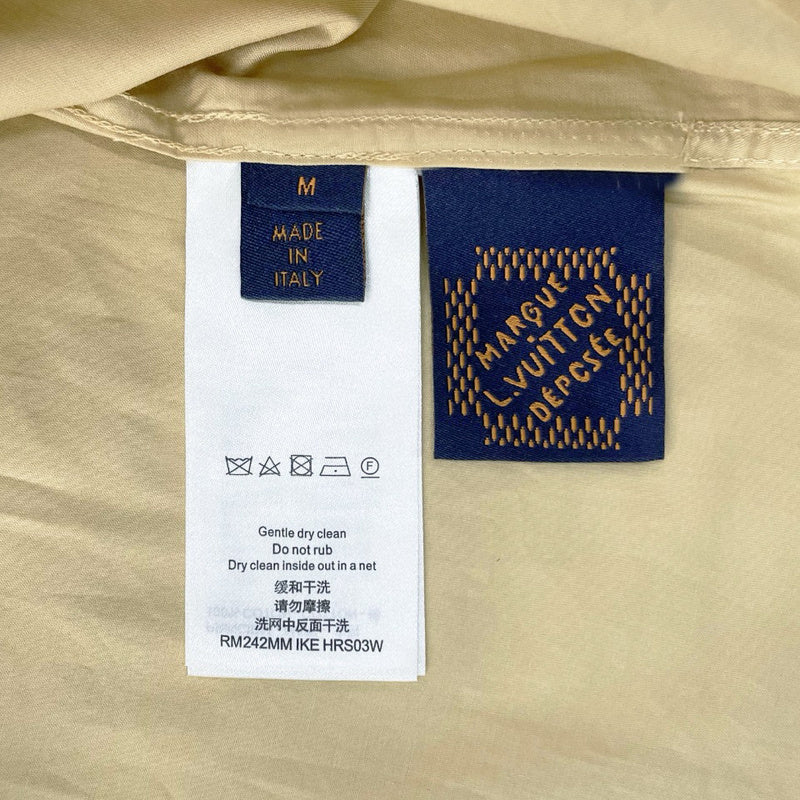 M
MADE
IN
ITALY
MARQUE
L.VUITTON
DÉPOSÉE
F
Gentle dry clean
Do not rub
Dry clean inside out in a net
缓和干洗
请勿摩擦
洗网中反面干洗
RM242MM IKE HRS03W